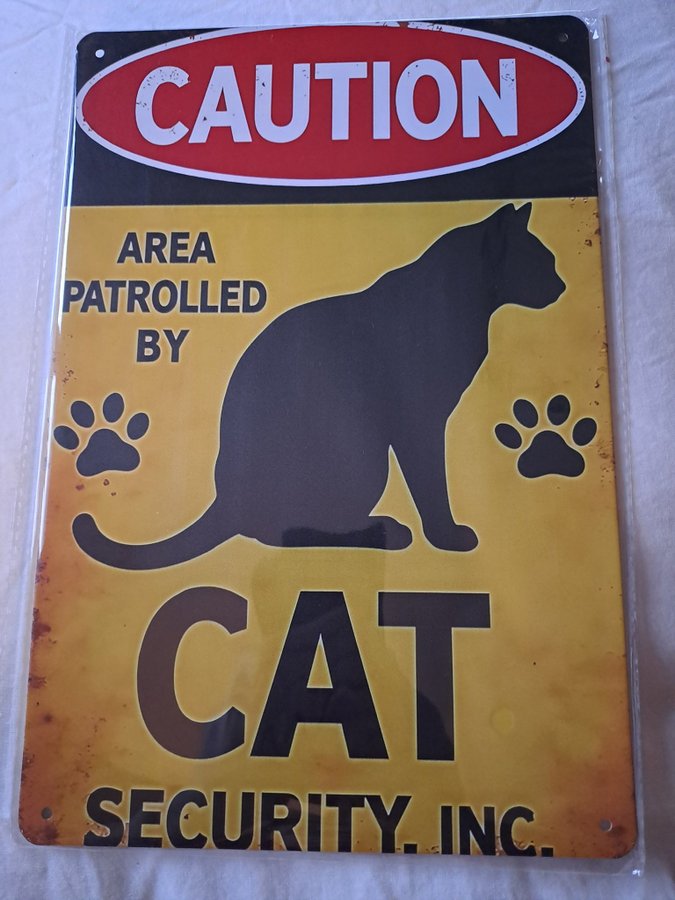 CAUTION
AREA
PATROLLED
BY
CAT
SECURITY, INC.